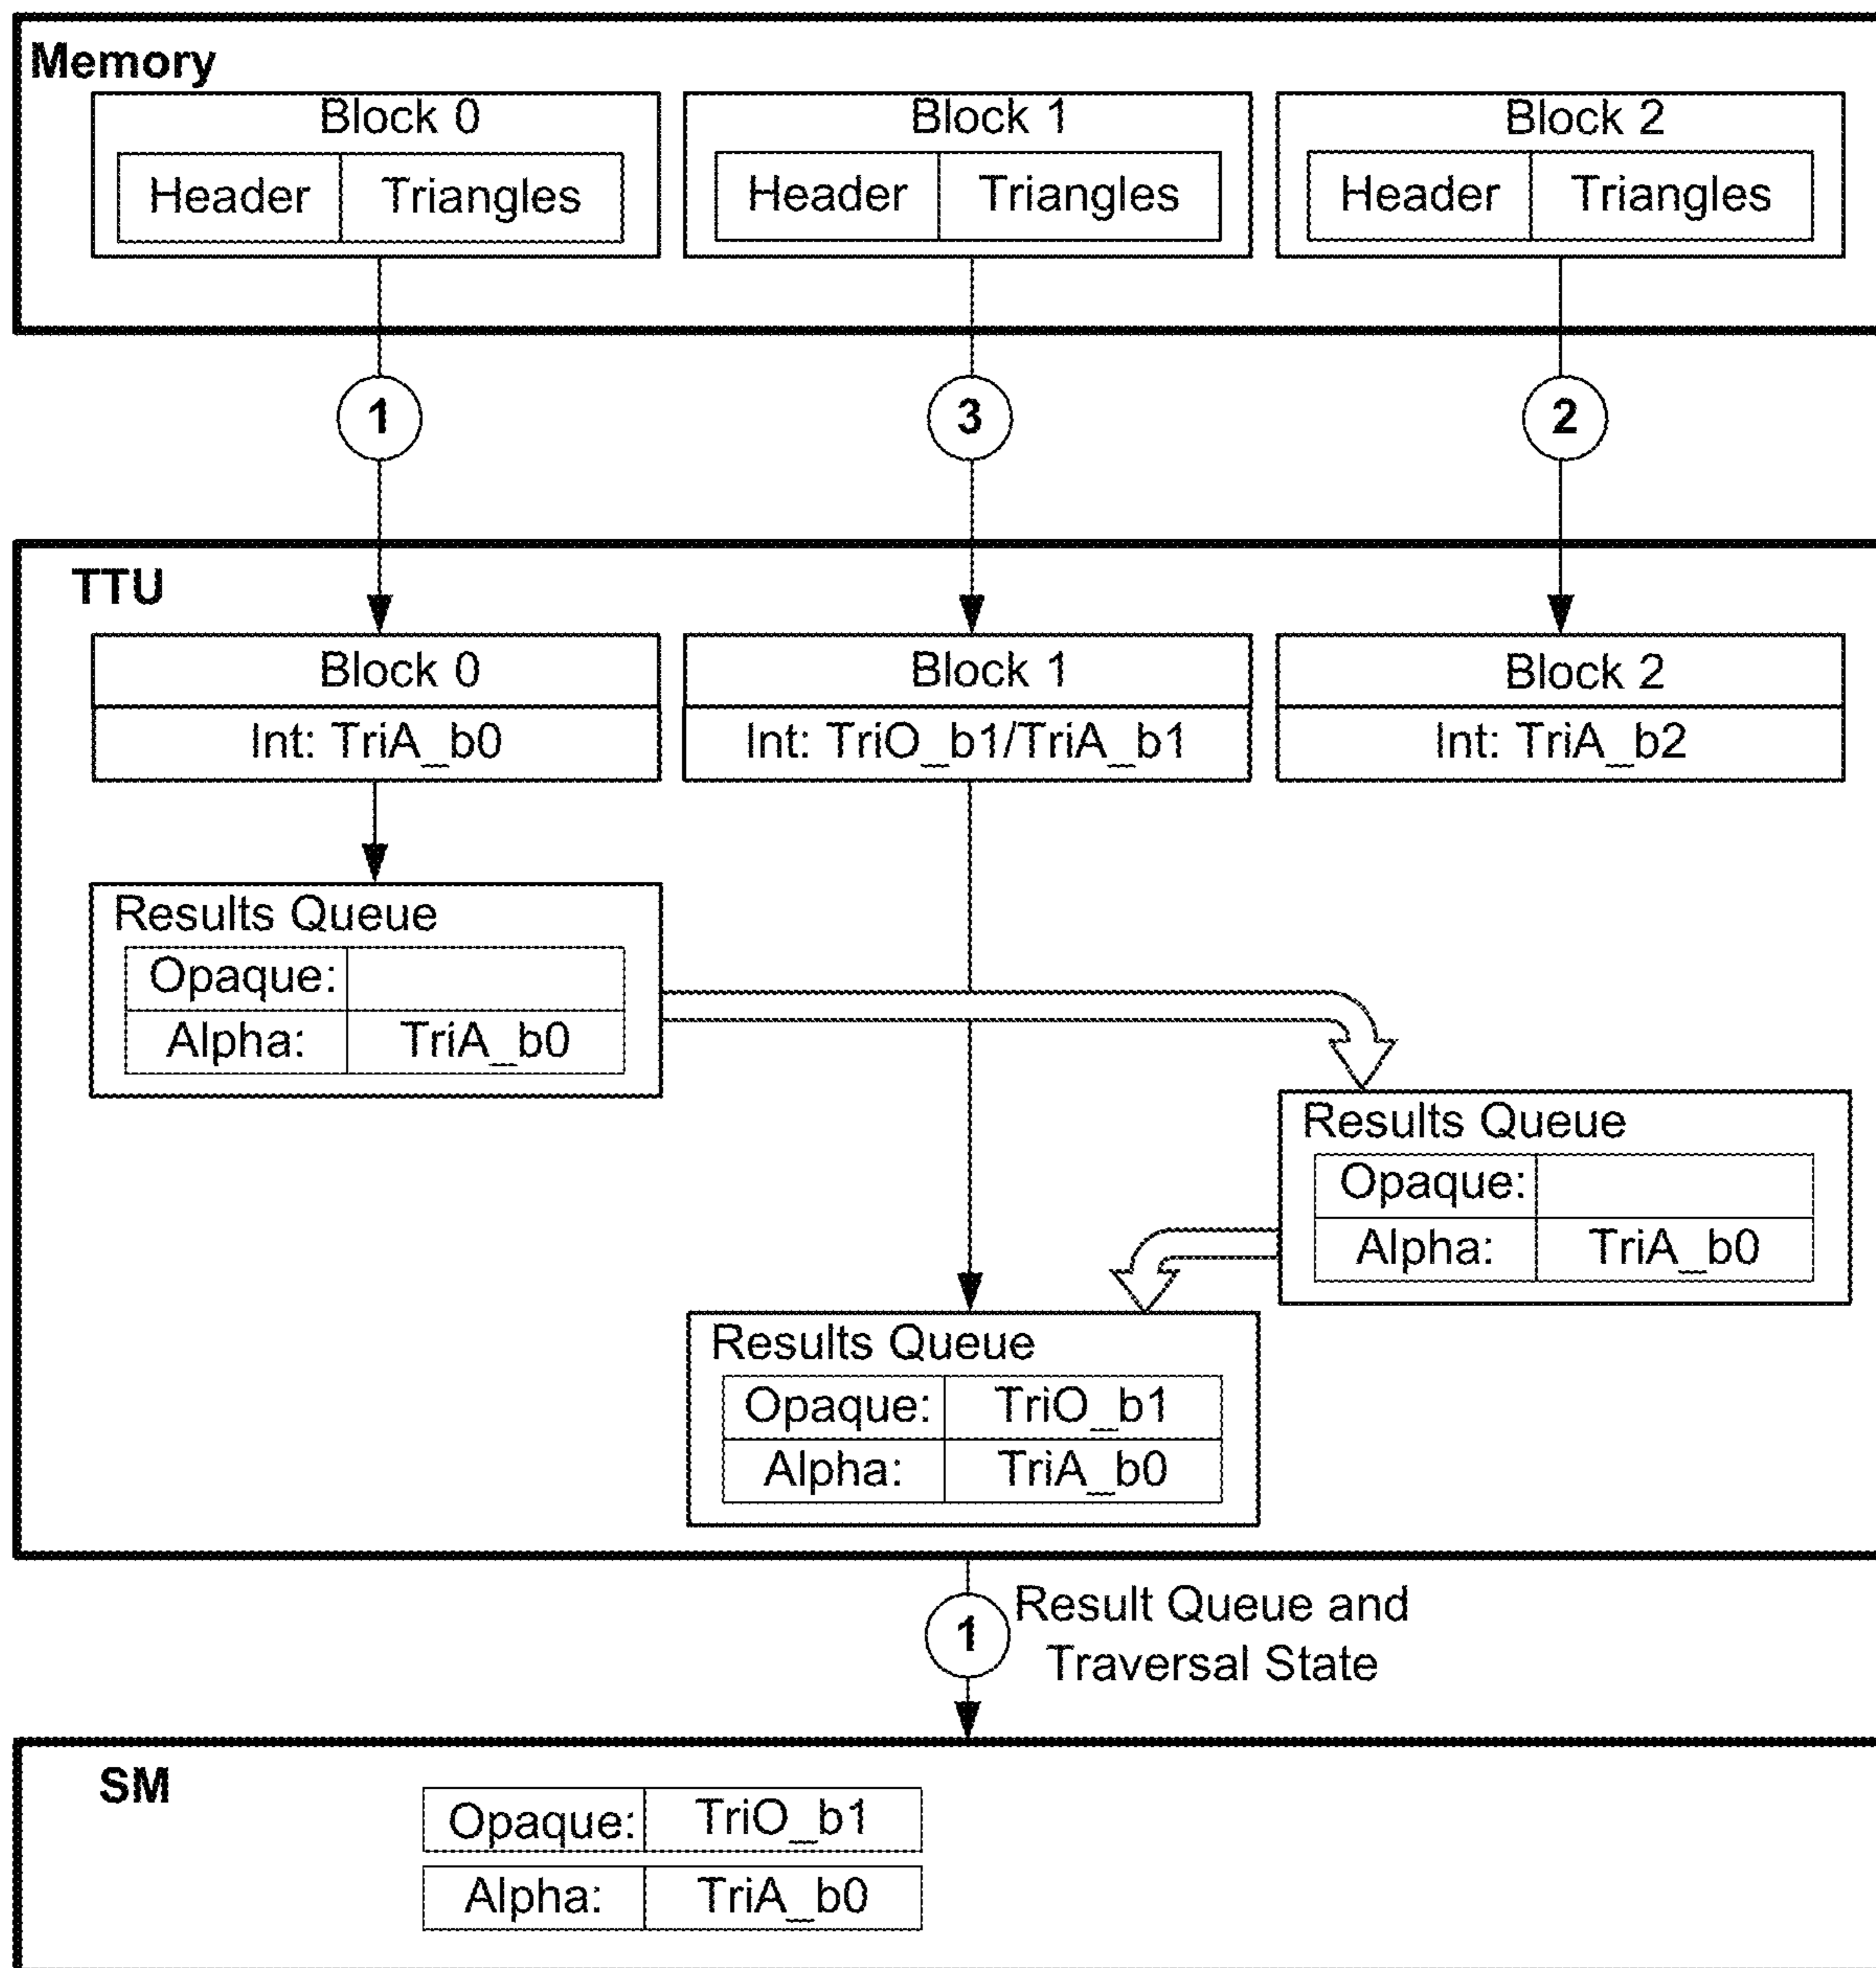 Memory
Block 0
Block 1
Block 2
Header Triangles
Header Triangles
Header Triangles
1
3
2
TTU
Block 0
Block 1
Block 2
Int: TriA_b0
Int: TriO_b1/TriA_b1
Int: TriA_b2
Results Queue
Opaque:
Alpha: TriA_b0
Results Queue
Opaque:
Alpha: TriA_b0
Results Queue
Opaque: TriO_b1
Alpha: TriA_b0
1
Result Queue and
Traversal State
SM
Opaque: TriO_b1
Alpha: TriA_b0